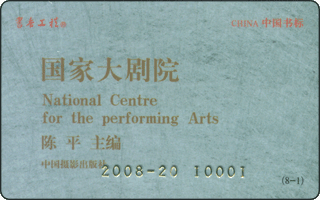 CHINA 中国书标
国家大剧院
National Centre
for the performing Arts
陈 平 主编
中国摄影出版社
2008-20 10001
(8-1)